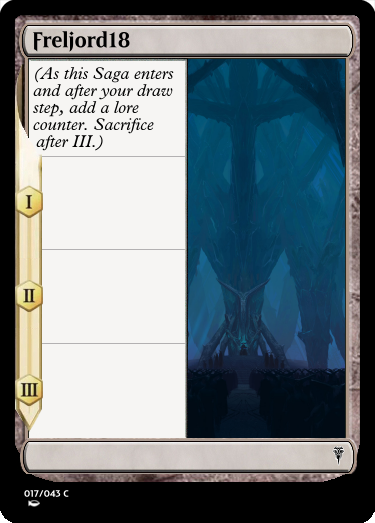 Freljord18
(As this Saga enters
and after your draw
step, add a lore
counter. Sacrifice
after III.)
I
II
III
017/043 C